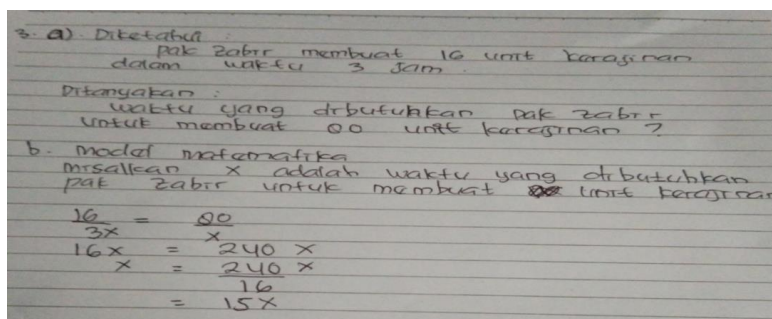 3. a) Diketahui :
pak zabir membuat 16 unit kerajinan
dalam waktu 3 jam.
Ditanyakan :
waktu yang dibutuhkan pak zabir
untuk membuat 80 unit kerajinan ?
b. model matematika
misalkan x adalah waktu yang dibutuhkan
pak zabir untuk membuat unit kerajinan
16/3x = 80/x
16x = 240 x
x = 240/16 x
= 15x